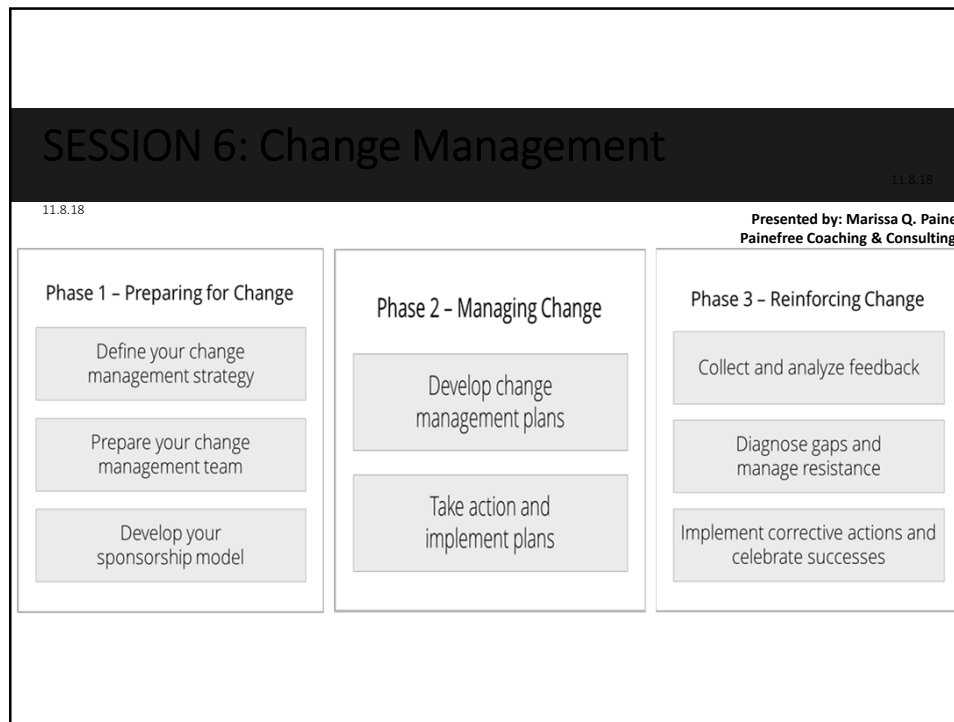 SESSION 6: Change Management
11.8.18
11.8.18
Presented by: Marissa Q. Paine
Painefree Coaching & Consulting
Phase 1 – Preparing for Change
Define your change
management strategy
Prepare your change
management team
Develop your
sponsorship model
Phase 2 – Managing Change
Develop change
management plans
Take action and
implement plans
Phase 3 – Reinforcing Change
Collect and analyze feedback
Diagnose gaps and
manage resistance
Implement corrective actions and
celebrate successes